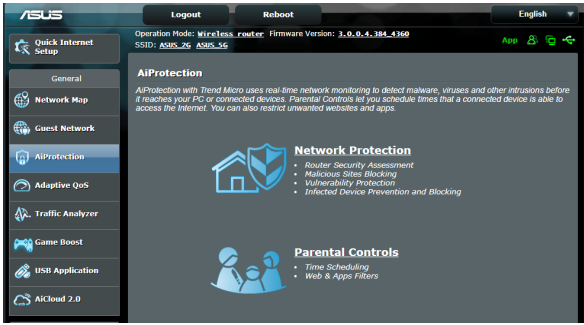 ASUS
Logout
Reboot
English
Operation Mode: Wireless router Firmware Version: 3.0.0.4.384_4360
SSID: ASUS_2G ASUS_5G
App
Quick Internet
Setup
General
Network Map
Guest Network
AiProtection
Adaptive QoS
Traffic Analyzer
Game Boost
USB Application
AiCloud 2.0
AiProtection
AiProtection with Trend Micro uses real-time network monitoring to detect malware, viruses and other intrusions before
it reaches your PC or connected devices. Parental Controls let you schedule times that a connected device is able to
access the Internet. You can also restrict unwanted websites and apps.
Network Protection
• Router Security Assessment
• Malicious Sites Blocking
• Vulnerability Protection
• Infected Device Prevention and Blocking
Parental Controls
• Time Scheduling
• Web & Apps Filters